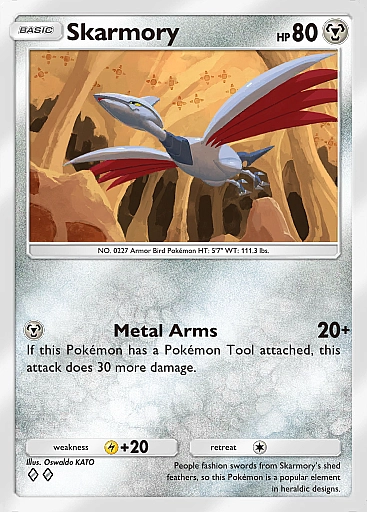 BASIC
Skarmory
HP 80
NO. 0227 Armor Bird Pokémon HT: 5'7" WT: 111.3 lbs.
Metal Arms 20+
If this Pokémon has a Pokémon Tool attached, this
attack does 30 more damage.
weakness +20 retreat
Illus. Oswaldo KATO
People fashion swords from Skarmory's shed
feathers, so this Pokémon is a popular element
in heraldic designs.